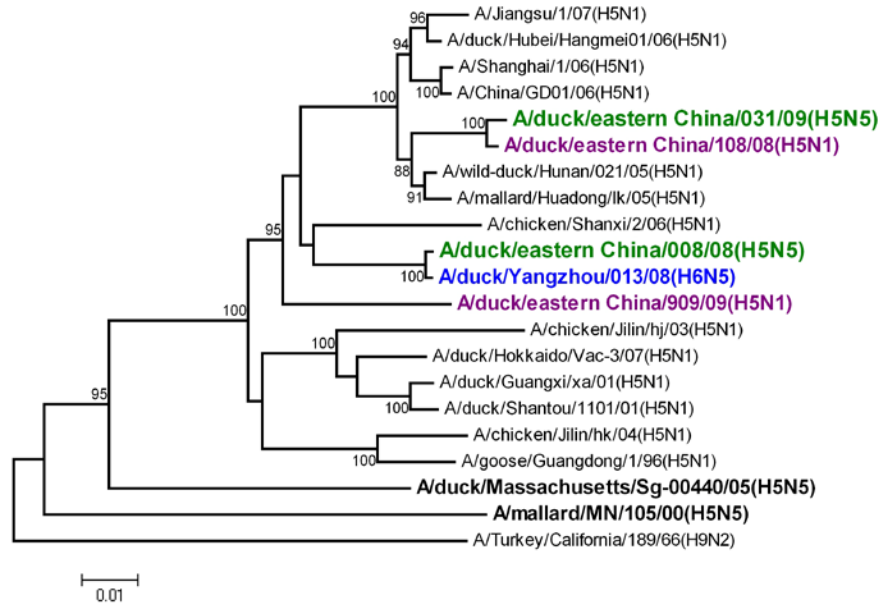 96
A/Jiangsu/1/07(H5N1)
A/duck/Hubei/Hangmei01/06(H5N1)
94
A/Shanghai/1/06(H5N1)
100
A/China/GD01/06(H5N1)
100
100
A/duck/eastern China/031/09(H5N5)
A/duck/eastern China/108/08(H5N1)
88
A/wild-duck/Hunan/021/05(H5N1)
91
A/mallard/Huadong/lk/05(H5N1)
95
A/chicken/Shanxi/2/06(H5N1)
A/duck/eastern China/008/08(H5N5)
100
A/duck/Yangzhou/013/08(H6N5)
A/duck/eastern China/909/09(H5N1)
100
100
A/chicken/Jilin/hj/03(H5N1)
A/duck/Hokkaido/Vac-3/07(H5N1)
A/duck/Guangxi/xa/01(H5N1)
100
A/duck/Shantou/1101/01(H5N1)
95
A/chicken/Jilin/hk/04(H5N1)
100
A/goose/Guangdong/1/96(H5N1)
A/duck/Massachusetts/Sg-00440/05(H5N5)
A/mallard/MN/105/00(H5N5)
A/Turkey/California/189/66(H9N2)
0.01